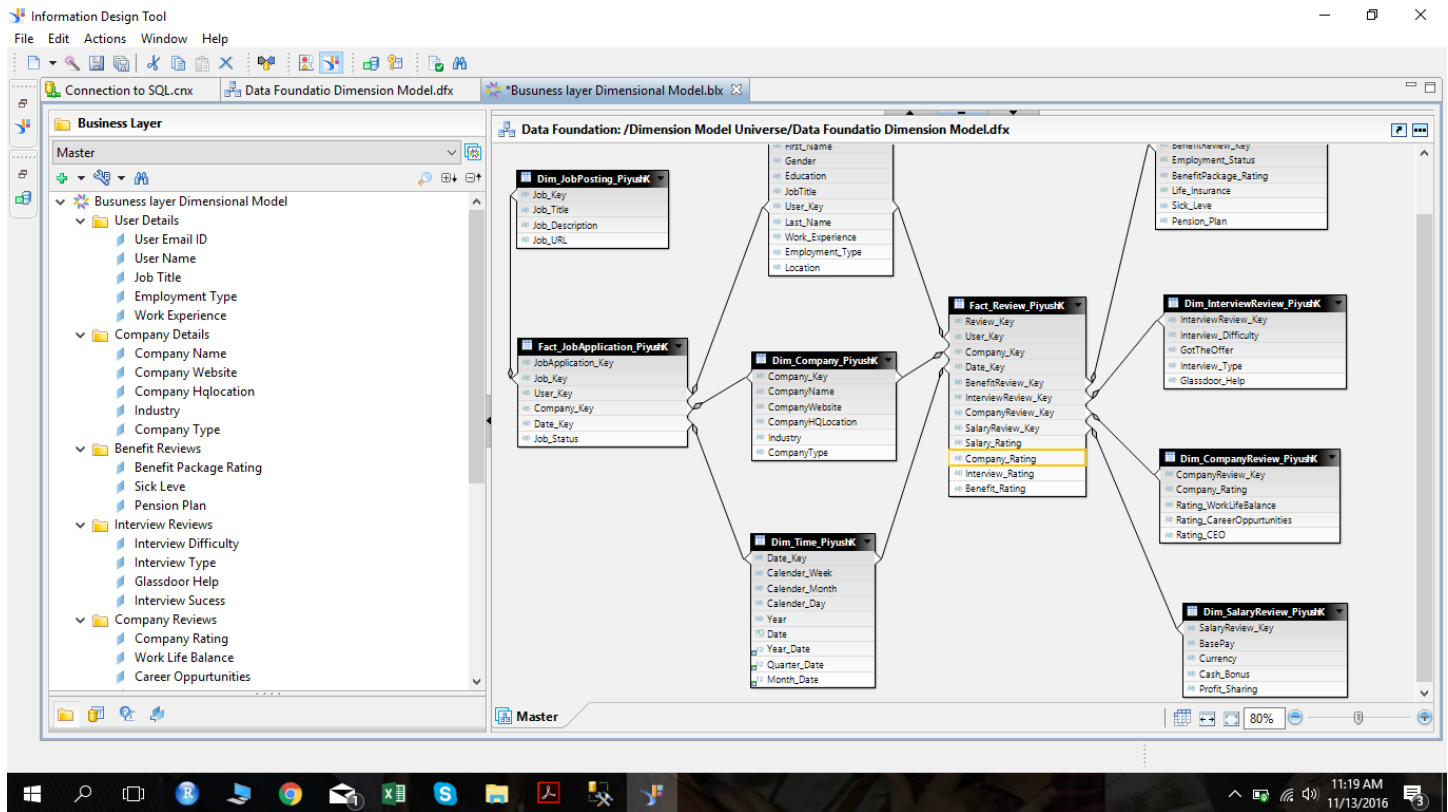 Information Design Tool
File Edit Actions Window Help
Connection to SQL.cnx
Data Foundatio Dimension Model.dfx
*Busuness layer Dimensional Model.blx
Business Layer
Master
Busuness layer Dimensional Model
User Details
User Email ID
User Name
Job Title
Employment Type
Work Experience
Company Details
Company Name
Company Website
Company Hqlocation
Industry
Company Type
Benefit Reviews
Benefit Package Rating
Sick Leve
Pension Plan
Interview Reviews
Interview Difficulty
Interview Type
Glassdoor Help
Interview Sucess
Company Reviews
Company Rating
Work Life Balance
Career Oppurtunities
Data Foundation: /Dimension Model Universe/Data Foundatio Dimension Model.dfx
Dim_JobPosting_PiyushK
Job_Key
Job_Title
Job_Description
Job_URL
Fact_JobApplication_PiyushK
JobApplication_Key
Job_Key
User_Key
Company_Key
Date_Key
Job_Status
First_Name
Gender
Education
JobTitle
User_Key
Last_Name
Work_Experience
Employment_Type
Location
Dim_Company_PiyushK
Company_Key
CompanyName
CompanyWebsite
CompanyHQLocation
Industry
CompanyType
Dim_Time_PiyushK
Date_Key
Calender_Week
Calender_Month
Calender_Day
Year
Date
Year_Date
Quarter_Date
Month_Date
Fact_Review_PiyushK
Review_Key
User_Key
Company_Key
Date_Key
BenefitReview_Key
InterviewReview_Key
CompanyReview_Key
SalaryReview_Key
Salary_Rating
Company_Rating
Interview_Rating
Benefit_Rating
BenefitReview_Key
Employment_Status
BenefitPackage_Rating
Life_Insurance
Sick_Leve
Pension_Plan
Dim_InterviewReview_PiyushK
InterviewReview_Key
Interview_Difficulty
GotTheOffer
Interview_Type
Glassdoor_Help
Dim_CompanyReview_PiyushK
CompanyReview_Key
Company_Rating
Rating_WorkLifeBalance
Rating_CareerOppurtunities
Rating_CEO
Dim_SalaryReview_PiyushK
SalaryReview_Key
BasePay
Currency
Cash_Bonus
Profit_Sharing
Master
80%
11:19 AM
11/13/2016